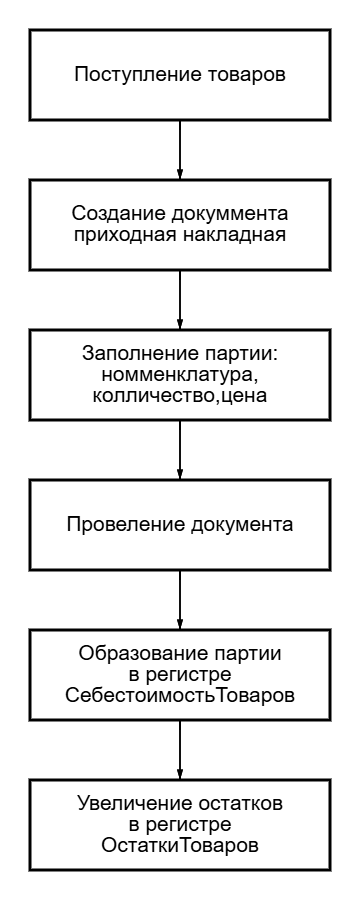 Поступление товаров
Создание докуммента
приходная накладная
Заполнение партии:
номменклатура,
колличество,цена
Провеление документа
Образование партии
в регистре
СебестоимостьТоваров
Увеличение остатков
в регистре
ОстаткиТоваров